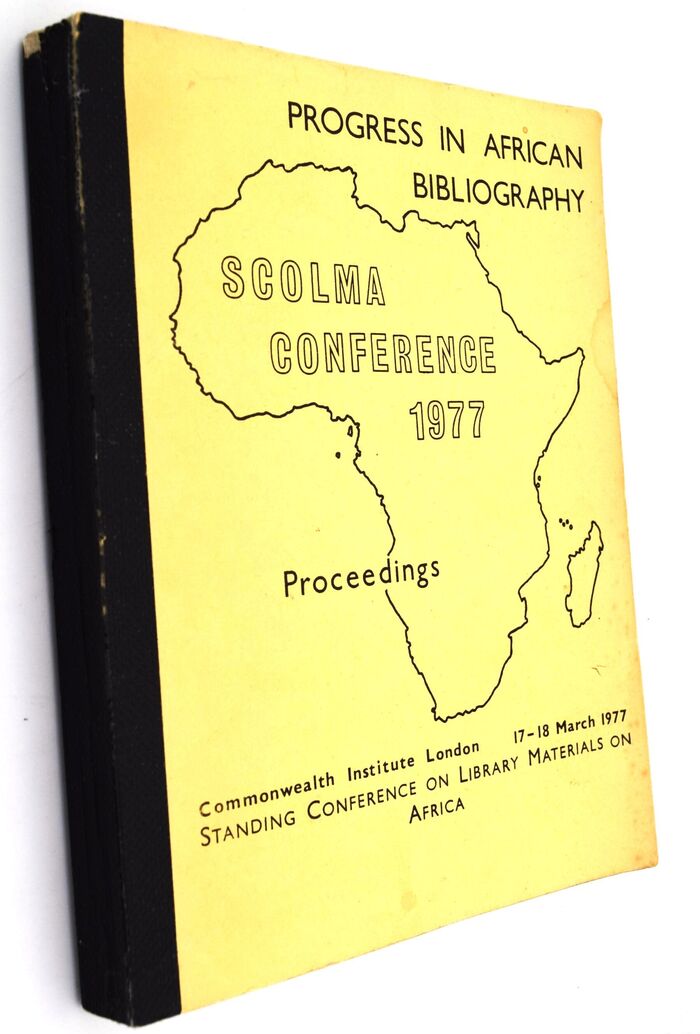 PROGRESS IN AFRICAN
BIBLIOGRAPHY
SCOLMA
CONFERENCE
1977
Proceedings
Commonwealth Institute London 17-18 March 1977
STANDING CONFERENCE ON LIBRARY MATERIALS ON
AFRICA